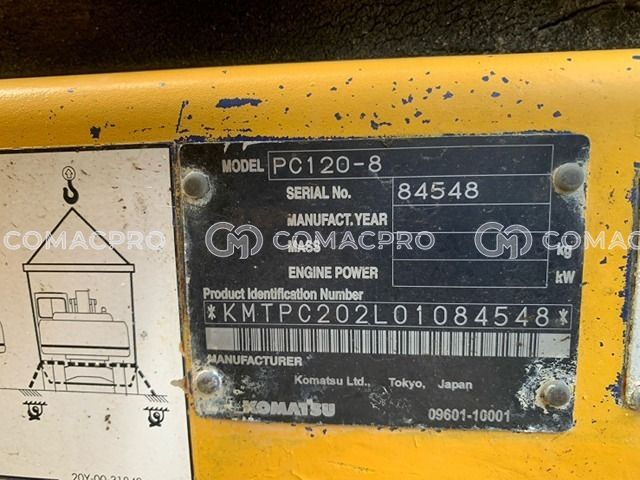 MODEL PC120-8
SERIAL No. 84548
MANUFACT.YEAR
COMACPRO COMACPRO COMACPRO
MASS kg
ENGINE POWER kW
Product Identification Number
*KMTPC202L01084548*
MANUFACTURER
Komatsu Ltd., Tokyo, Japan
KOMATSU 09601-10001